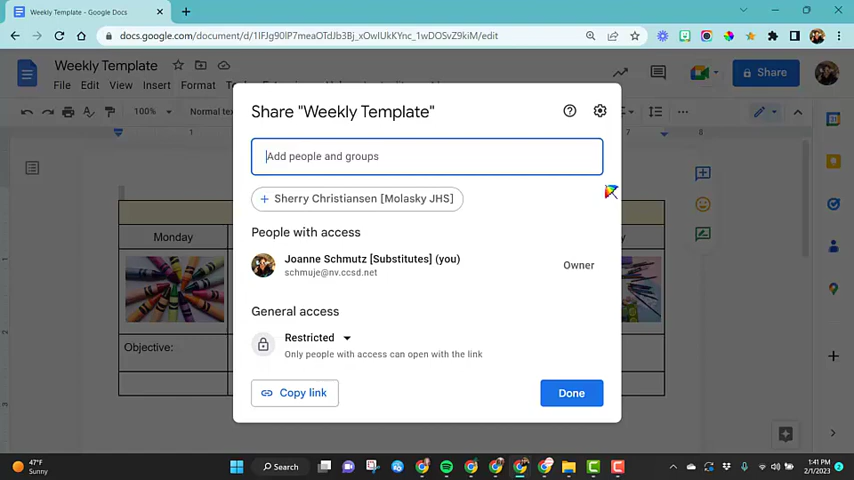 Weekly Template - Google Docs
docs.google.com/document/d/1IFJg90lP7meaOTdJb3Bj_xOwIUkKYnc_1wDOSvZ9kiM/edit
Weekly Template
File Edit View Insert Format
Share
100% Normal text
Share "Weekly Template"
Add people and groups
+ Sherry Christiansen [Molasky JHS]
People with access
Joanne Schmutz [Substitutes] (you)
schmuje@nv.ccsd.net
Owner
General access
Restricted
Only people with access can open with the link
Copy link
Done
Monday
Objective:
47°F
Sunny
Search
1:41 PM
2/1/2023